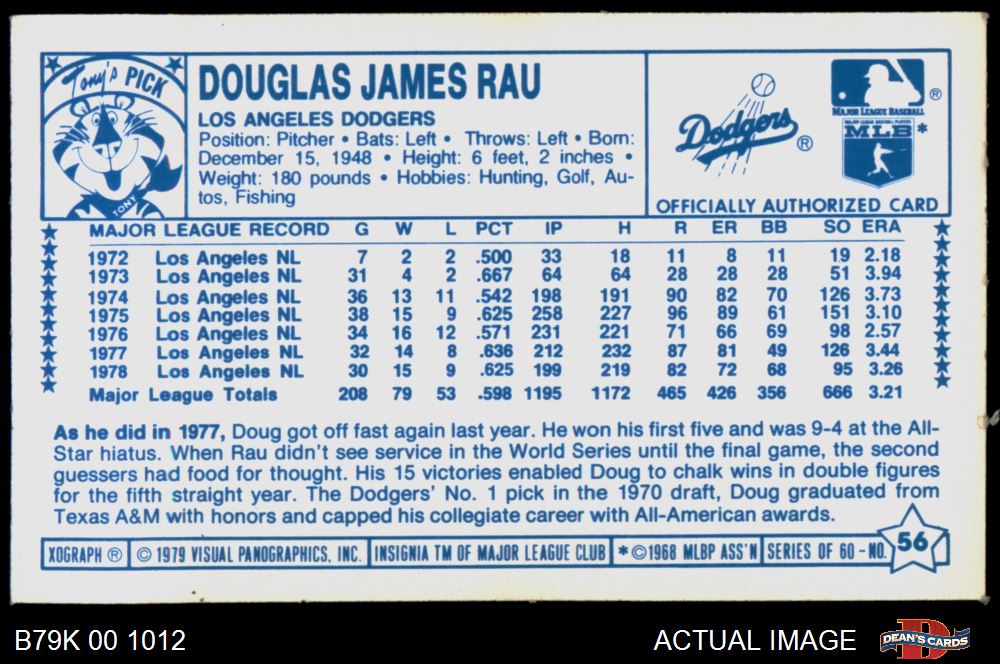 Tony's PICK
TONY
DOUGLAS JAMES RAU
LOS ANGELES DODGERS
Position: Pitcher • Bats: Left • Throws: Left • Born:
December 15, 1948 • Height: 6 feet, 2 inches •
Weight: 180 pounds • Hobbies: Hunting, Golf, Au-
tos, Fishing
Dodgers ®
®
MAJOR LEAGUE BASEBALL
MAJOR LEAGUE BASEBALL PLAYERS
MLB *
OFFICIALLY AUTHORIZED CARD
MAJOR LEAGUE RECORD G W L PCT IP H R ER BB SO ERA
1972 Los Angeles NL 7 2 2 .500 33 18 11 8 11 19 2.18
1973 Los Angeles NL 31 4 2 .667 64 64 28 28 28 51 3.94
1974 Los Angeles NL 36 13 11 .542 198 191 90 82 70 126 3.73
1975 Los Angeles NL 38 15 9 .625 258 227 96 89 61 151 3.10
1976 Los Angeles NL 34 16 12 .571 231 221 71 66 69 98 2.57
1977 Los Angeles NL 32 14 8 .636 212 232 87 81 49 126 3.44
1978 Los Angeles NL 30 15 9 .625 199 219 82 72 68 95 3.26
Major League Totals 208 79 53 .598 1195 1172 465 426 356 666 3.21
As he did in 1977, Doug got off fast again last year. He won his first five and was 9-4 at the All-
Star hiatus. When Rau didn't see service in the World Series until the final game, the second
guessers had food for thought. His 15 victories enabled Doug to chalk wins in double figures
for the fifth straight year. The Dodgers' No. 1 pick in the 1970 draft, Doug graduated from
Texas A&M with honors and capped his collegiate career with All-American awards.
XOGRAPH ® © 1979 VISUAL PANOGRAPHICS, INC. INSIGNIA TM OF MAJOR LEAGUE CLUB * ©1968 MLBP ASS'N SERIES OF 60 - NO. 56
B79K 00 1012 ACTUAL IMAGE DEAN'S CARDS